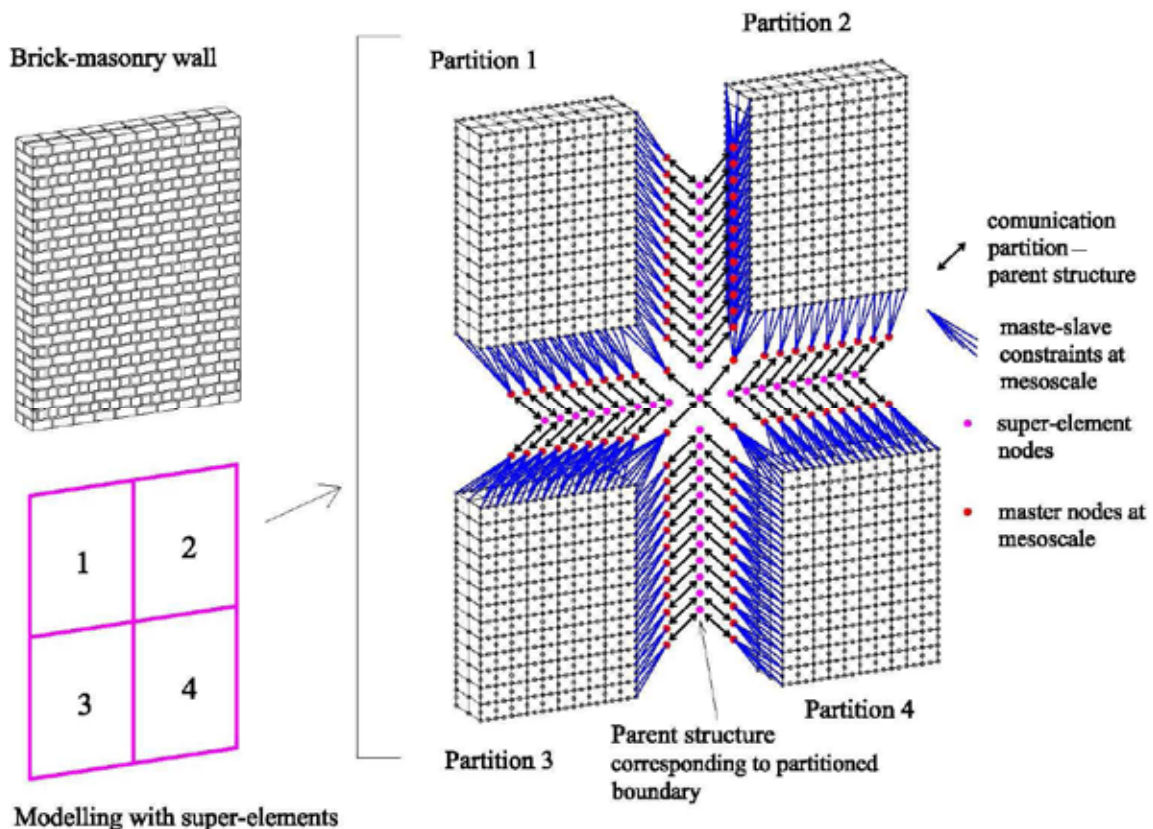 Brick-masonry wall
Partition 1
Partition 2
comunication
partition—
parent structure
maste-slave
constraints at
mesoscale
super-element
nodes
master nodes at
mesoscale
1
2
3
4
Modelling with super-elements
Partition 3
Parent structure
corresponding to partitioned
boundary
Partition 4